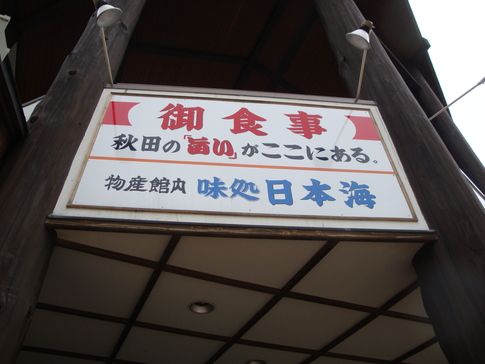 御食事
秋田の「旨い」がここにある。
物産館内 味処 日本海